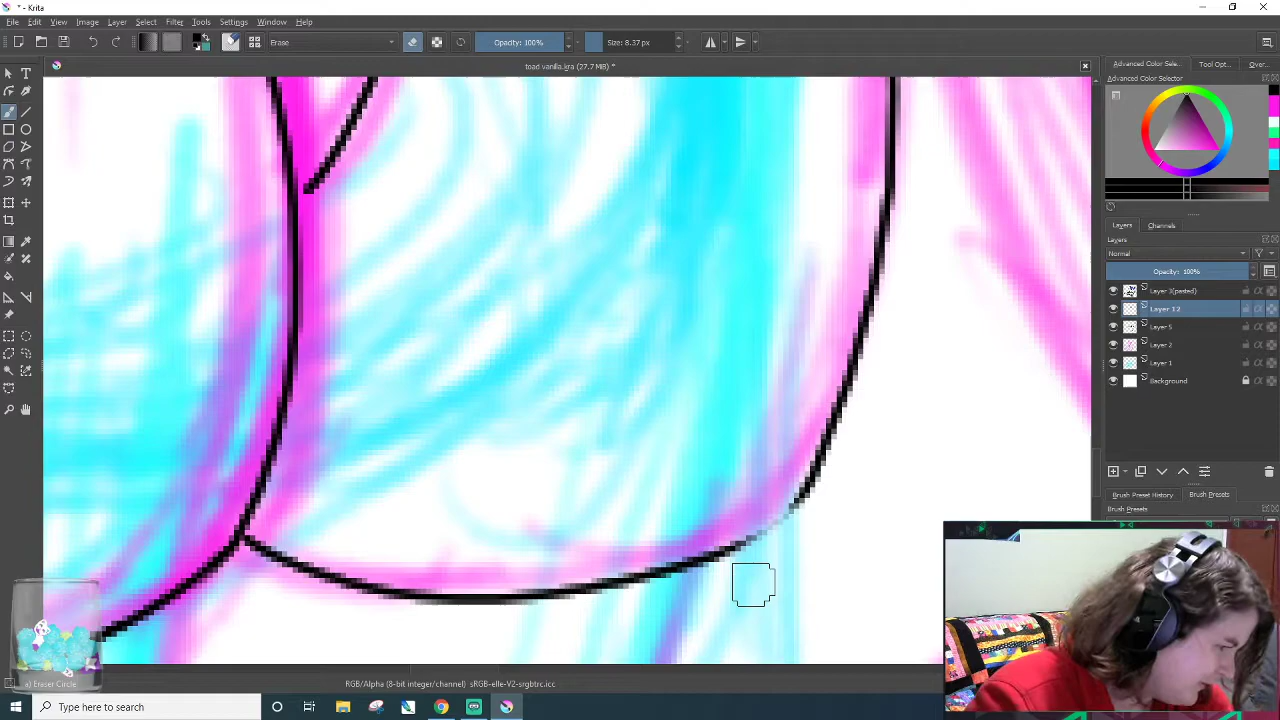 * - Krita
File Edit View Image Layer Select Filter Tools Settings Window Help
Erase Opacity: 100% Size: 8.37 px
toad vanilla.kra (27.7 MiB) *
Advanced Color Sele... Tool Opt... Over...
Advanced Color Selector
Layers Channels
Layers
Normal
Opacity: 100%
Layer 3(pasted)
Layer 12
Layer 5
Layer 2
Layer 1
Background
Brush Preset History Brush Presets
Brush Presets
a) Eraser Circle RGB/Alpha (8-bit integer/channel) sRGB-elle-V2-srgbtrc.icc
Type here to search